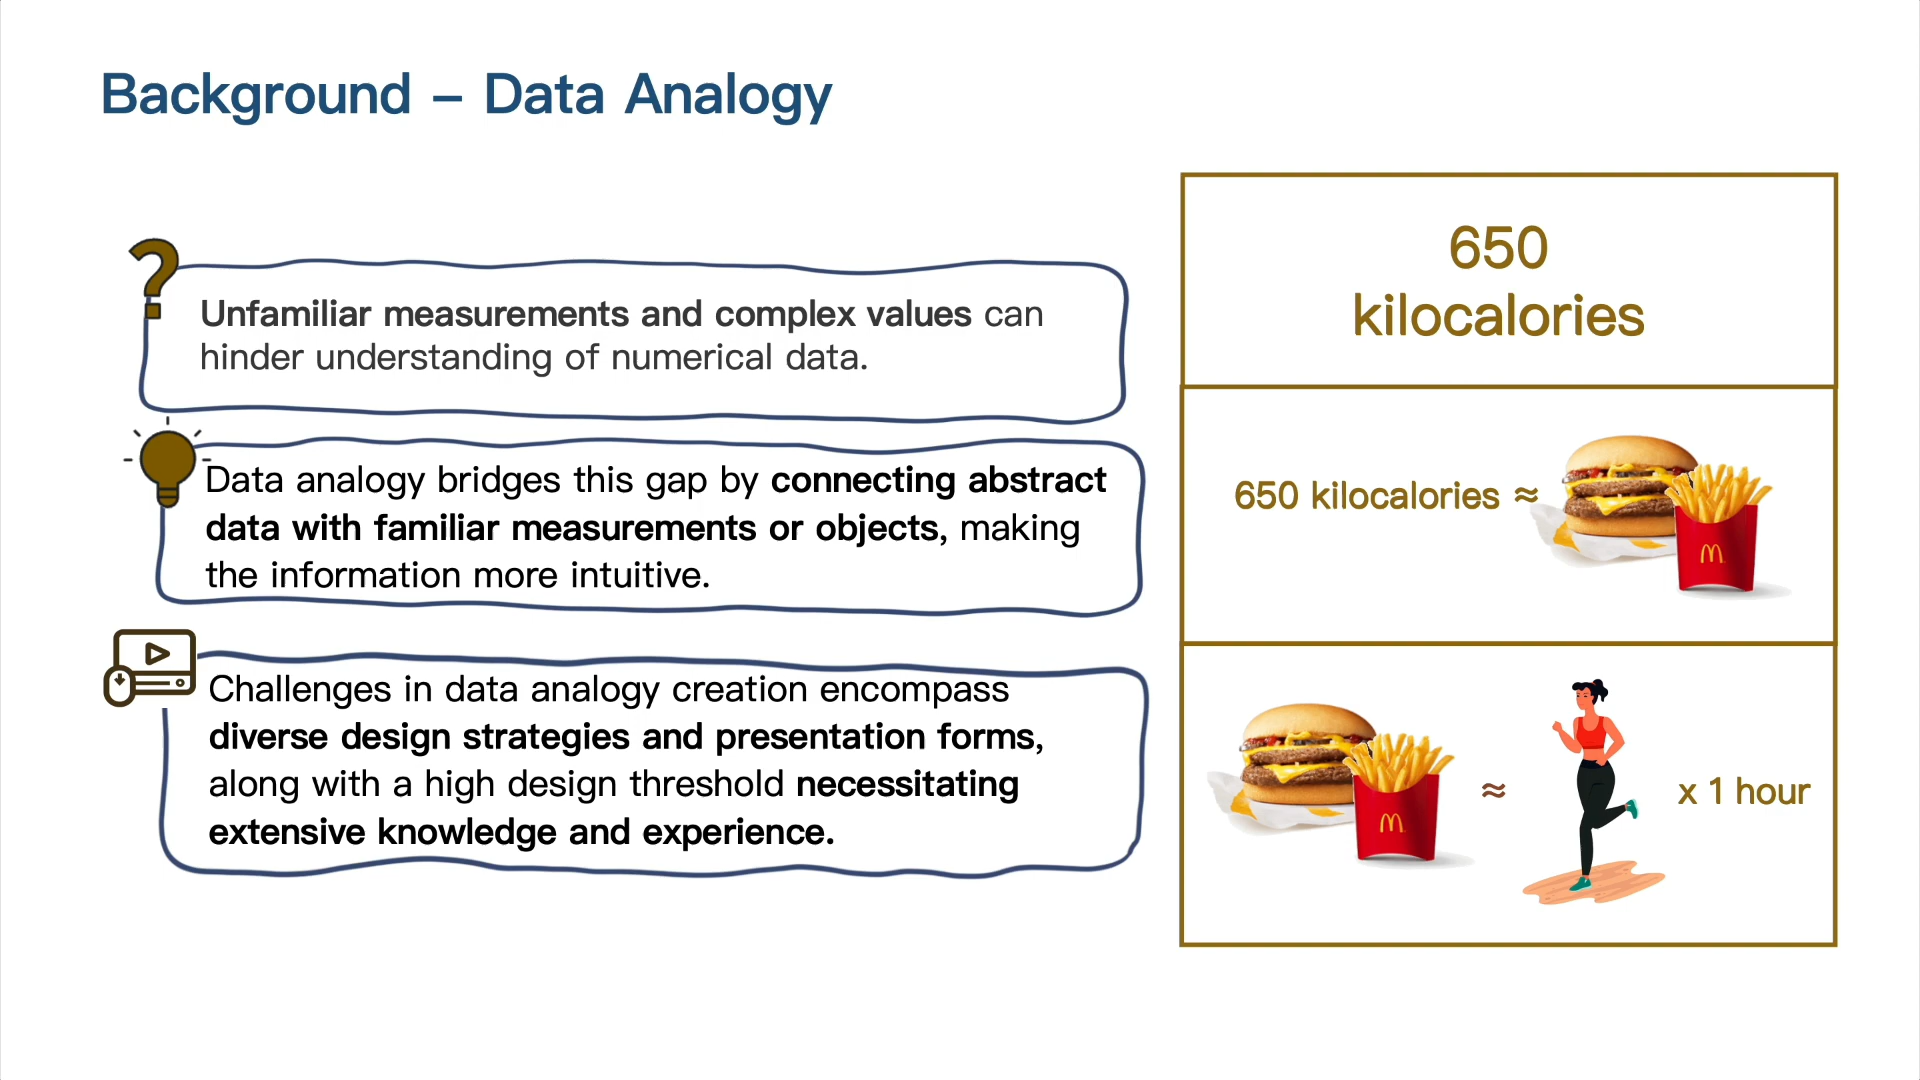 Background – Data Analogy
Unfamiliar measurements and complex values can
hinder understanding of numerical data.
Data analogy bridges this gap by connecting abstract
data with familiar measurements or objects, making
the information more intuitive.
Challenges in data analogy creation encompass
diverse design strategies and presentation forms,
along with a high design threshold necessitating
extensive knowledge and experience.
650
kilocalories
650 kilocalories ≈
≈ x 1 hour